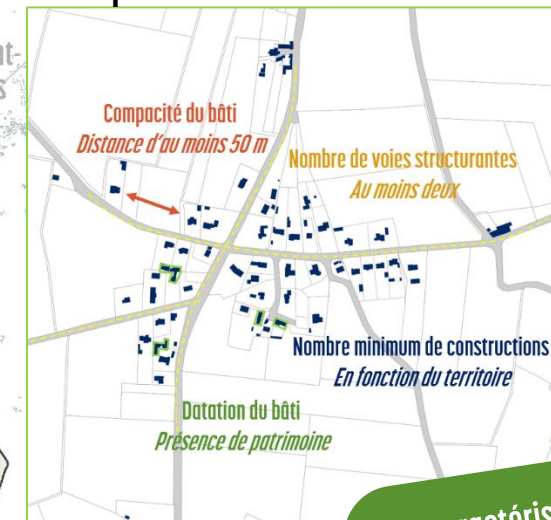 Compacité du bâti
Distance d'au moins 50 m
Nombre de voies structurantes
Au moins deux
Nombre minimum de constructions
En fonction du territoire
Datation du bâti
Présence de patrimoine